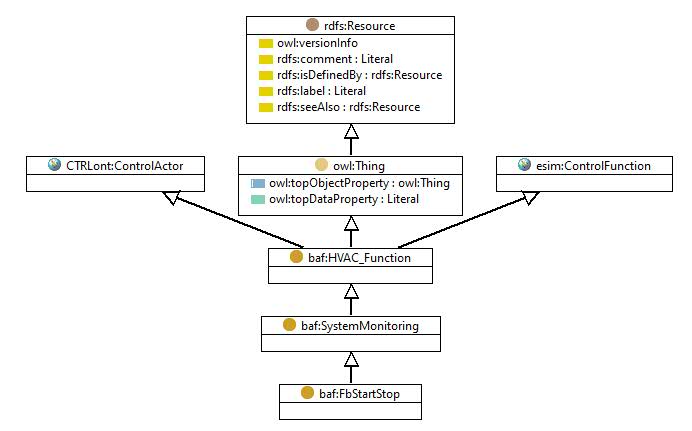 rdfs:Resource
owl:versionInfo
rdfs:comment : Literal
rdfs:isDefinedBy : rdfs:Resource
rdfs:label : Literal
rdfs:seeAlso : rdfs:Resource
CTRLont:ControlActor
owl:Thing
esim:ControlFunction
owl:topObjectProperty : owl:Thing
owl:topDataProperty : Literal
baf:HVAC_Function
baf:SystemMonitoring
baf:FbStartStop